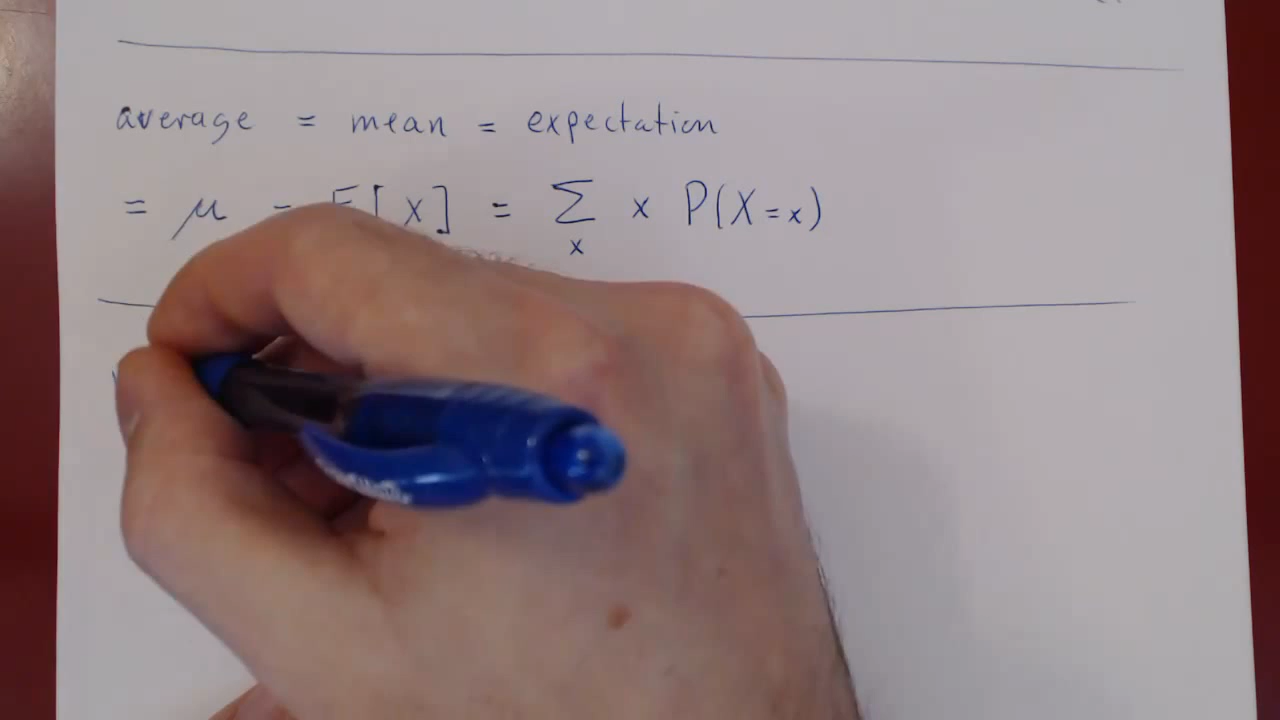 average = mean = expectation
= μ = E[X] = Σ x P(X=x)
x